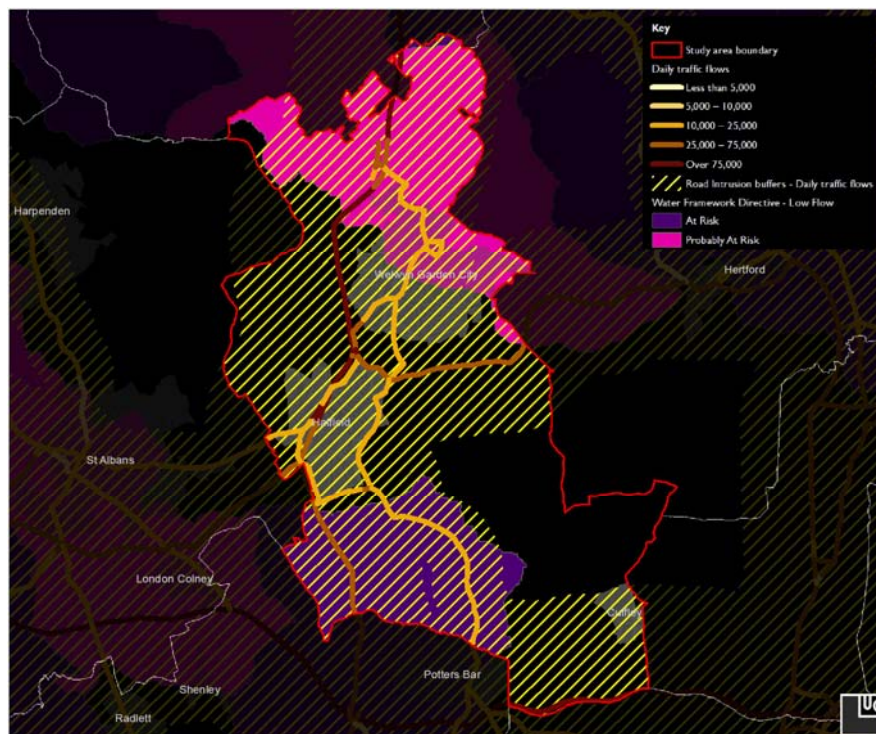 Key
Study area boundary
Daily traffic flows
Less than 5,000
5,000 – 10,000
10,000 – 25,000
25,000 – 75,000
Over 75,000
Road Intrusion buffers - Daily traffic flows
Water Framework Directive - Low Flow
At Risk
Probably At Risk
Harpenden
Hertford
Welwyn Garden City
Hatfield
St Albans
London Colney
Cuffley
Potters Bar
Shenley
Radlett